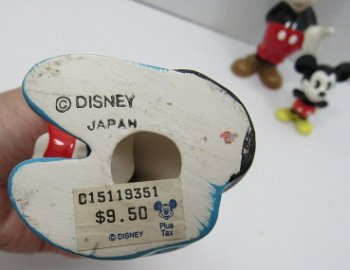 © DISNEY
JAPAN
015119351
$9.50
Plus
Tax
© DISNEY